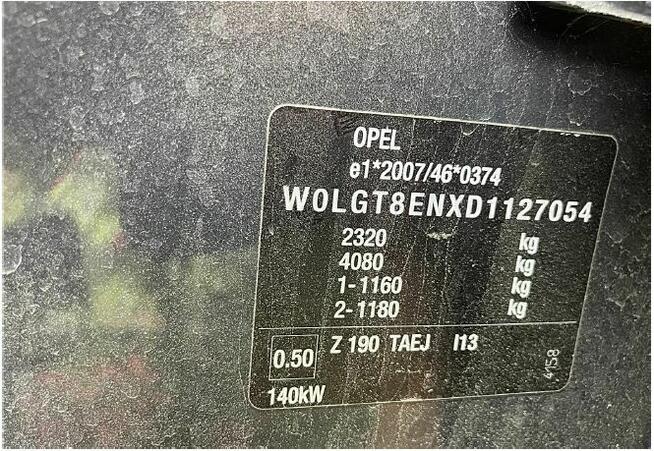 OPEL
e1*2007/46*0374
W0LGT8ENXD1127054
2320 kg
4080 kg
1-1160 kg
2-1180 kg
0.50 Z 190 TAEJ I13
140kW
4158